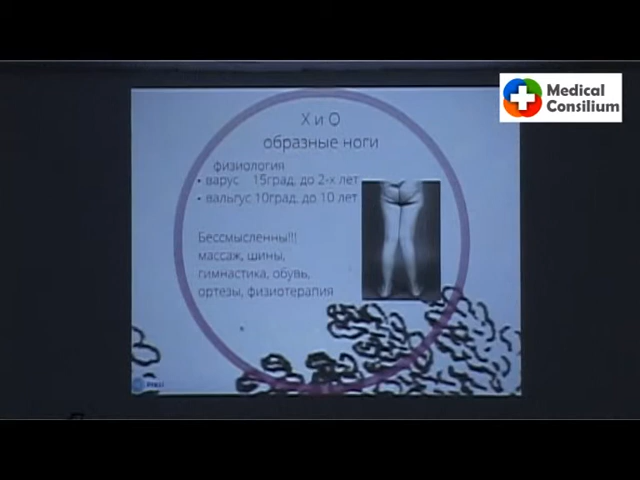 Medical
Consilium
Х и О
образные ноги
физиология
• варус 15град, до 2-х лет
• вальгус 10град, до 10 лет
Бессмысленны!!!
массаж, шины,
гимнастика, обувь,
ортезы, физиотерапия